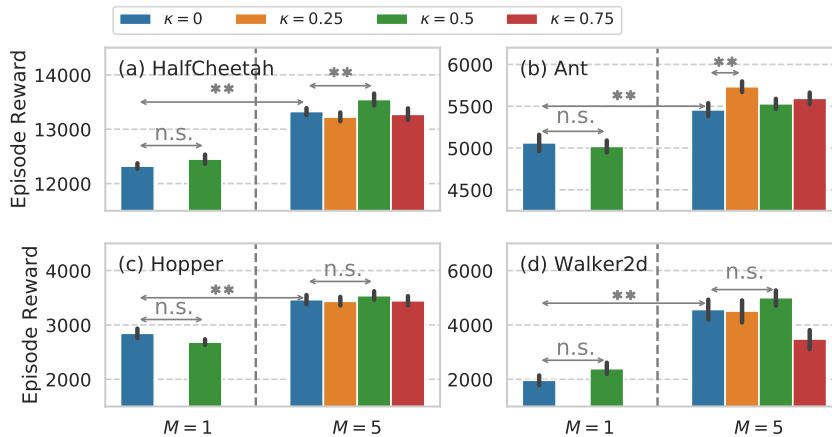 κ=0 κ=0.25 κ=0.5 κ=0.75
(a) HalfCheetah
Episode Reward
14000
13000
12000
**
**
n.s.
(b) Ant
6000
5500
5000
4500
**
**
n.s.
(c) Hopper
Episode Reward
4000
3000
2000
n.s.
**
n.s.
M=1 M=5
(d) Walker2d
6000
4000
2000
n.s.
**
n.s.
M=1 M=5